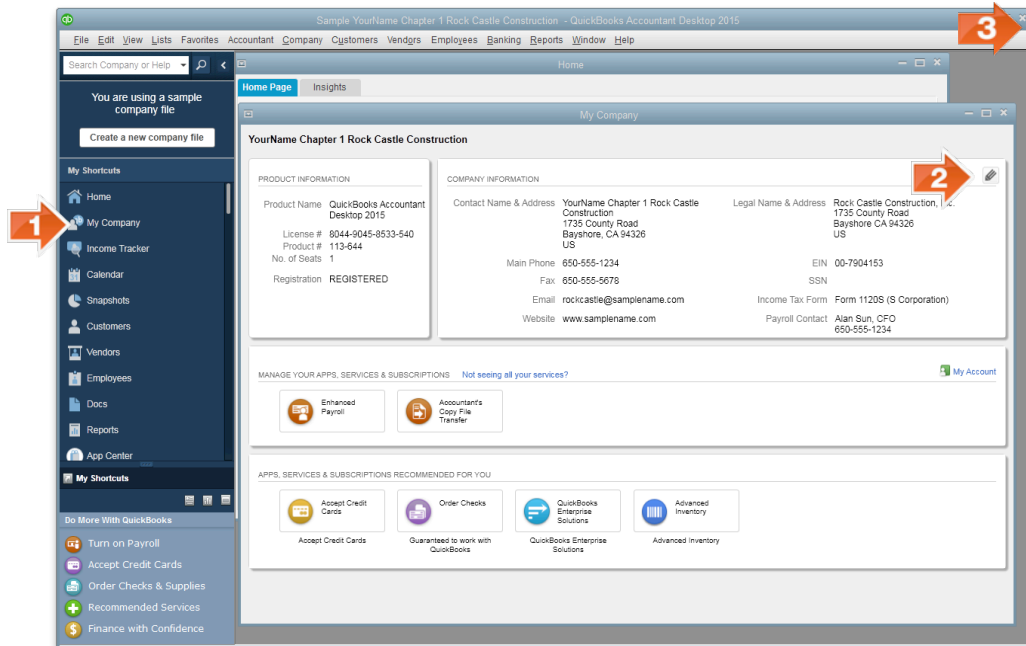 Sample YourName Chapter 1 Rock Castle Construction - QuickBooks Accountant Desktop 2015
3
File Edit View Lists Favorites Accountant Company Customers Vendors Employees Banking Reports Window Help
Search Company or Help
Home
You are using a sample
company file
Create a new company file
My Shortcuts
Home
1
My Company
Income Tracker
Calendar
Snapshots
Customers
Vendors
Employees
Docs
Reports
App Center
My Shortcuts
Do More With QuickBooks
Turn on Payroll
Accept Credit Cards
Order Checks & Supplies
Recommended Services
Finance with Confidence
Home Page Insights
My Company
YourName Chapter 1 Rock Castle Construction
PRODUCT INFORMATION
Product Name QuickBooks Accountant
Desktop 2015
License # 8044-9045-8533-540
Product # 113-644
No. of Seats 1
Registration REGISTERED
COMPANY INFORMATION
2
Contact Name & Address YourName Chapter 1 Rock Castle
Construction
1735 County Road
Bayshore, CA 94326
US
Main Phone 650-555-1234
Fax 650-555-5678
Email rockcastle@samplename.com
Website www.samplename.com
Legal Name & Address Rock Castle Construction, Inc.
1735 County Road
Bayshore CA 94326
US
EIN 00-7904153
SSN
Income Tax Form Form 1120S (S Corporation)
Payroll Contact Alan Sun, CFO
650-555-1234
MANAGE YOUR APPS, SERVICES & SUBSCRIPTIONS Not seeing all your services?
My Account
Enhanced
Payroll
Accountant's
Copy File
Transfer
APPS, SERVICES & SUBSCRIPTIONS RECOMMENDED FOR YOU
Accept Credit
Cards
Accept Credit Cards
Order Checks
Guaranteed to work with
QuickBooks
QuickBooks
Enterprise
Solutions
QuickBooks Enterprise
Solutions
Advanced
Inventory
Advanced Inventory